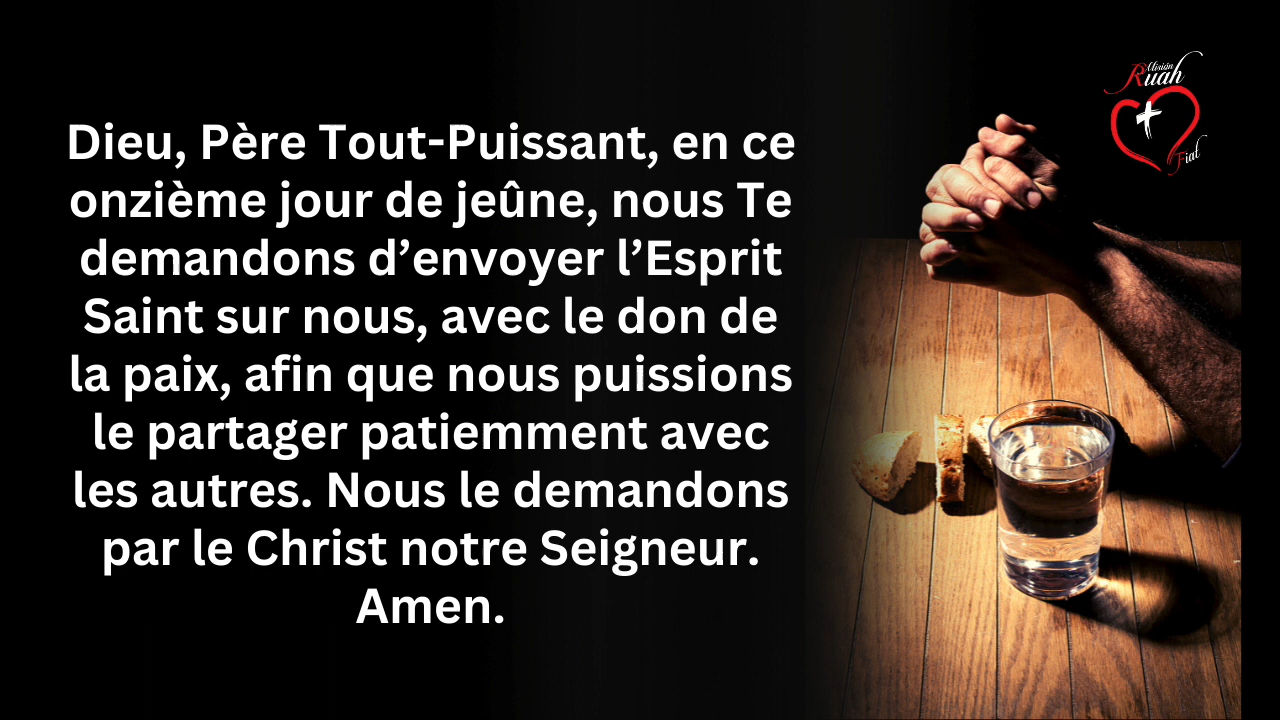 Dieu, Père Tout-Puissant, en ce
onzième jour de jeûne, nous Te
demandons d’envoyer l’Esprit
Saint sur nous, avec le don de
la paix, afin que nous puissions
le partager patiemment avec
les autres. Nous le demandons
par le Christ notre Seigneur.
Amen.
Misión
Ruah
Fiat